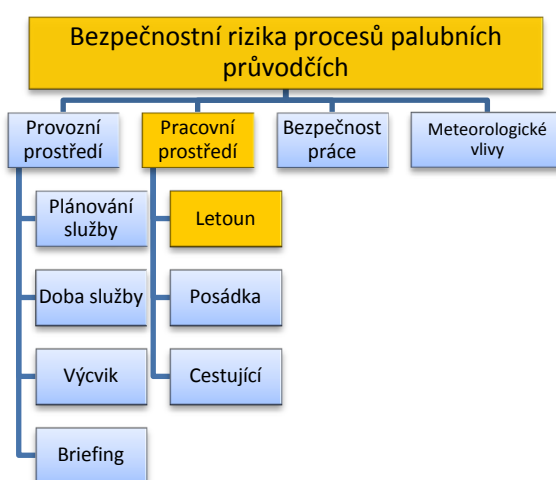 Bezpečnostní rizika procesů palubních
průvodčích
Provozní
prostředí
Pracovní
prostředí
Bezpečnost
práce
Meteorologické
vlivy
Plánování
služby
Doba služby
Výcvik
Briefing
Letoun
Posádka
Cestující